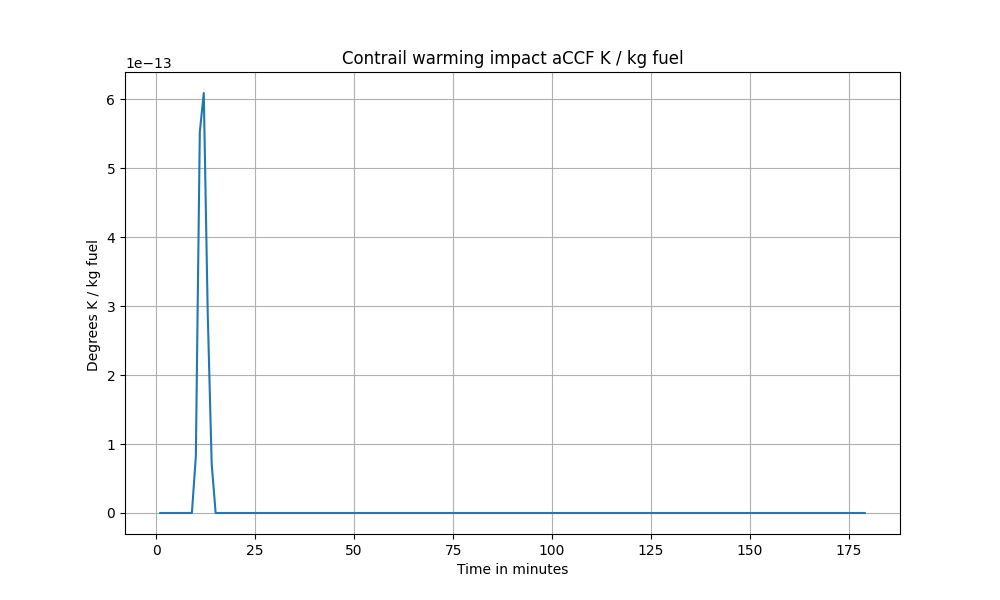 Contrail warming impact aCCF K / kg fuel
1e−13
6
5
4
3
2
1
0
Degrees K / kg fuel
0 25 50 75 100 125 150 175
Time in minutes